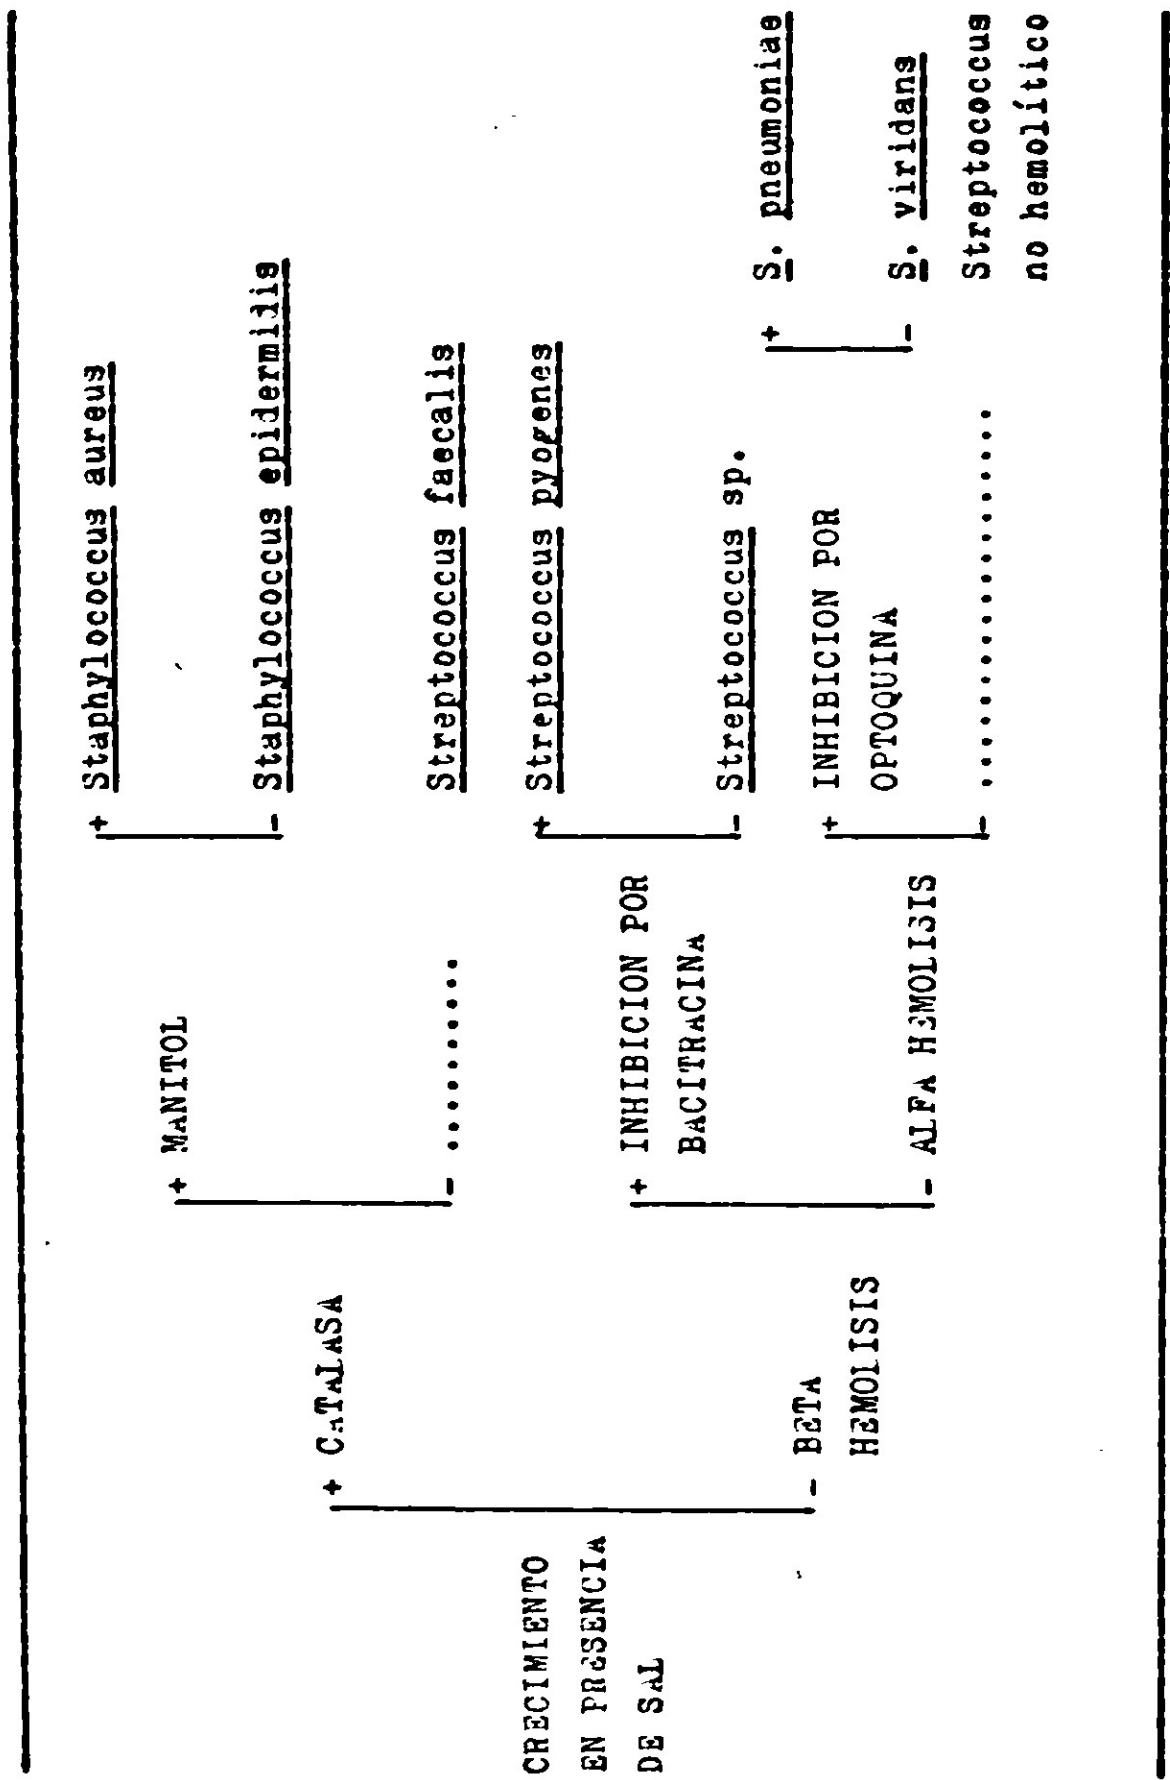 + Staphylococcus aureus
+ MANITOL
- Staphylococcus epidermidis
+ CATALASA
- .......... Streptococcus faecalis
CRECIMIENTO
EN PRESENCIA
DE SAL
+ Streptococcus pyogenes
+ INHIBICION POR
BACITRACINA
- Streptococcus sp.
- BETA
HEMOLISIS
+ INHIBICION POR
OPTOQUINA
+ S. pneumoniae
- S. viridans
- ALFA HEMOLISIS
- ..................... Streptococcus
no hemolítico